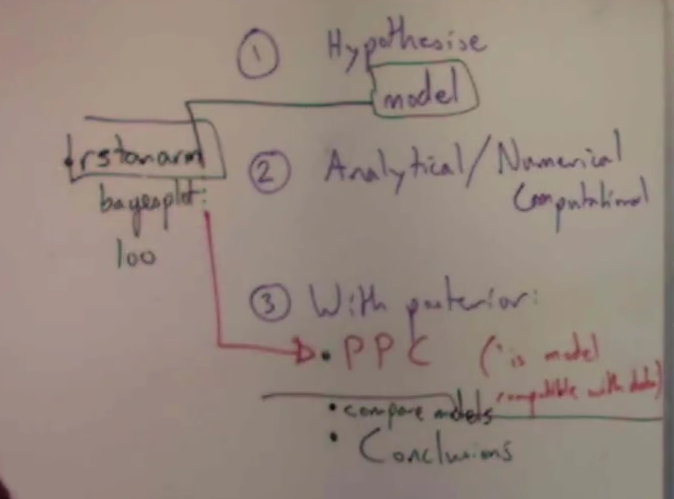 ① Hypothesise
model
rstanarm
② Analytical / Numerical
Computational
bayesplot:
loo
③ With posterior:
• PPC ( is model
compatible with data)
• compare models
• Conclusions